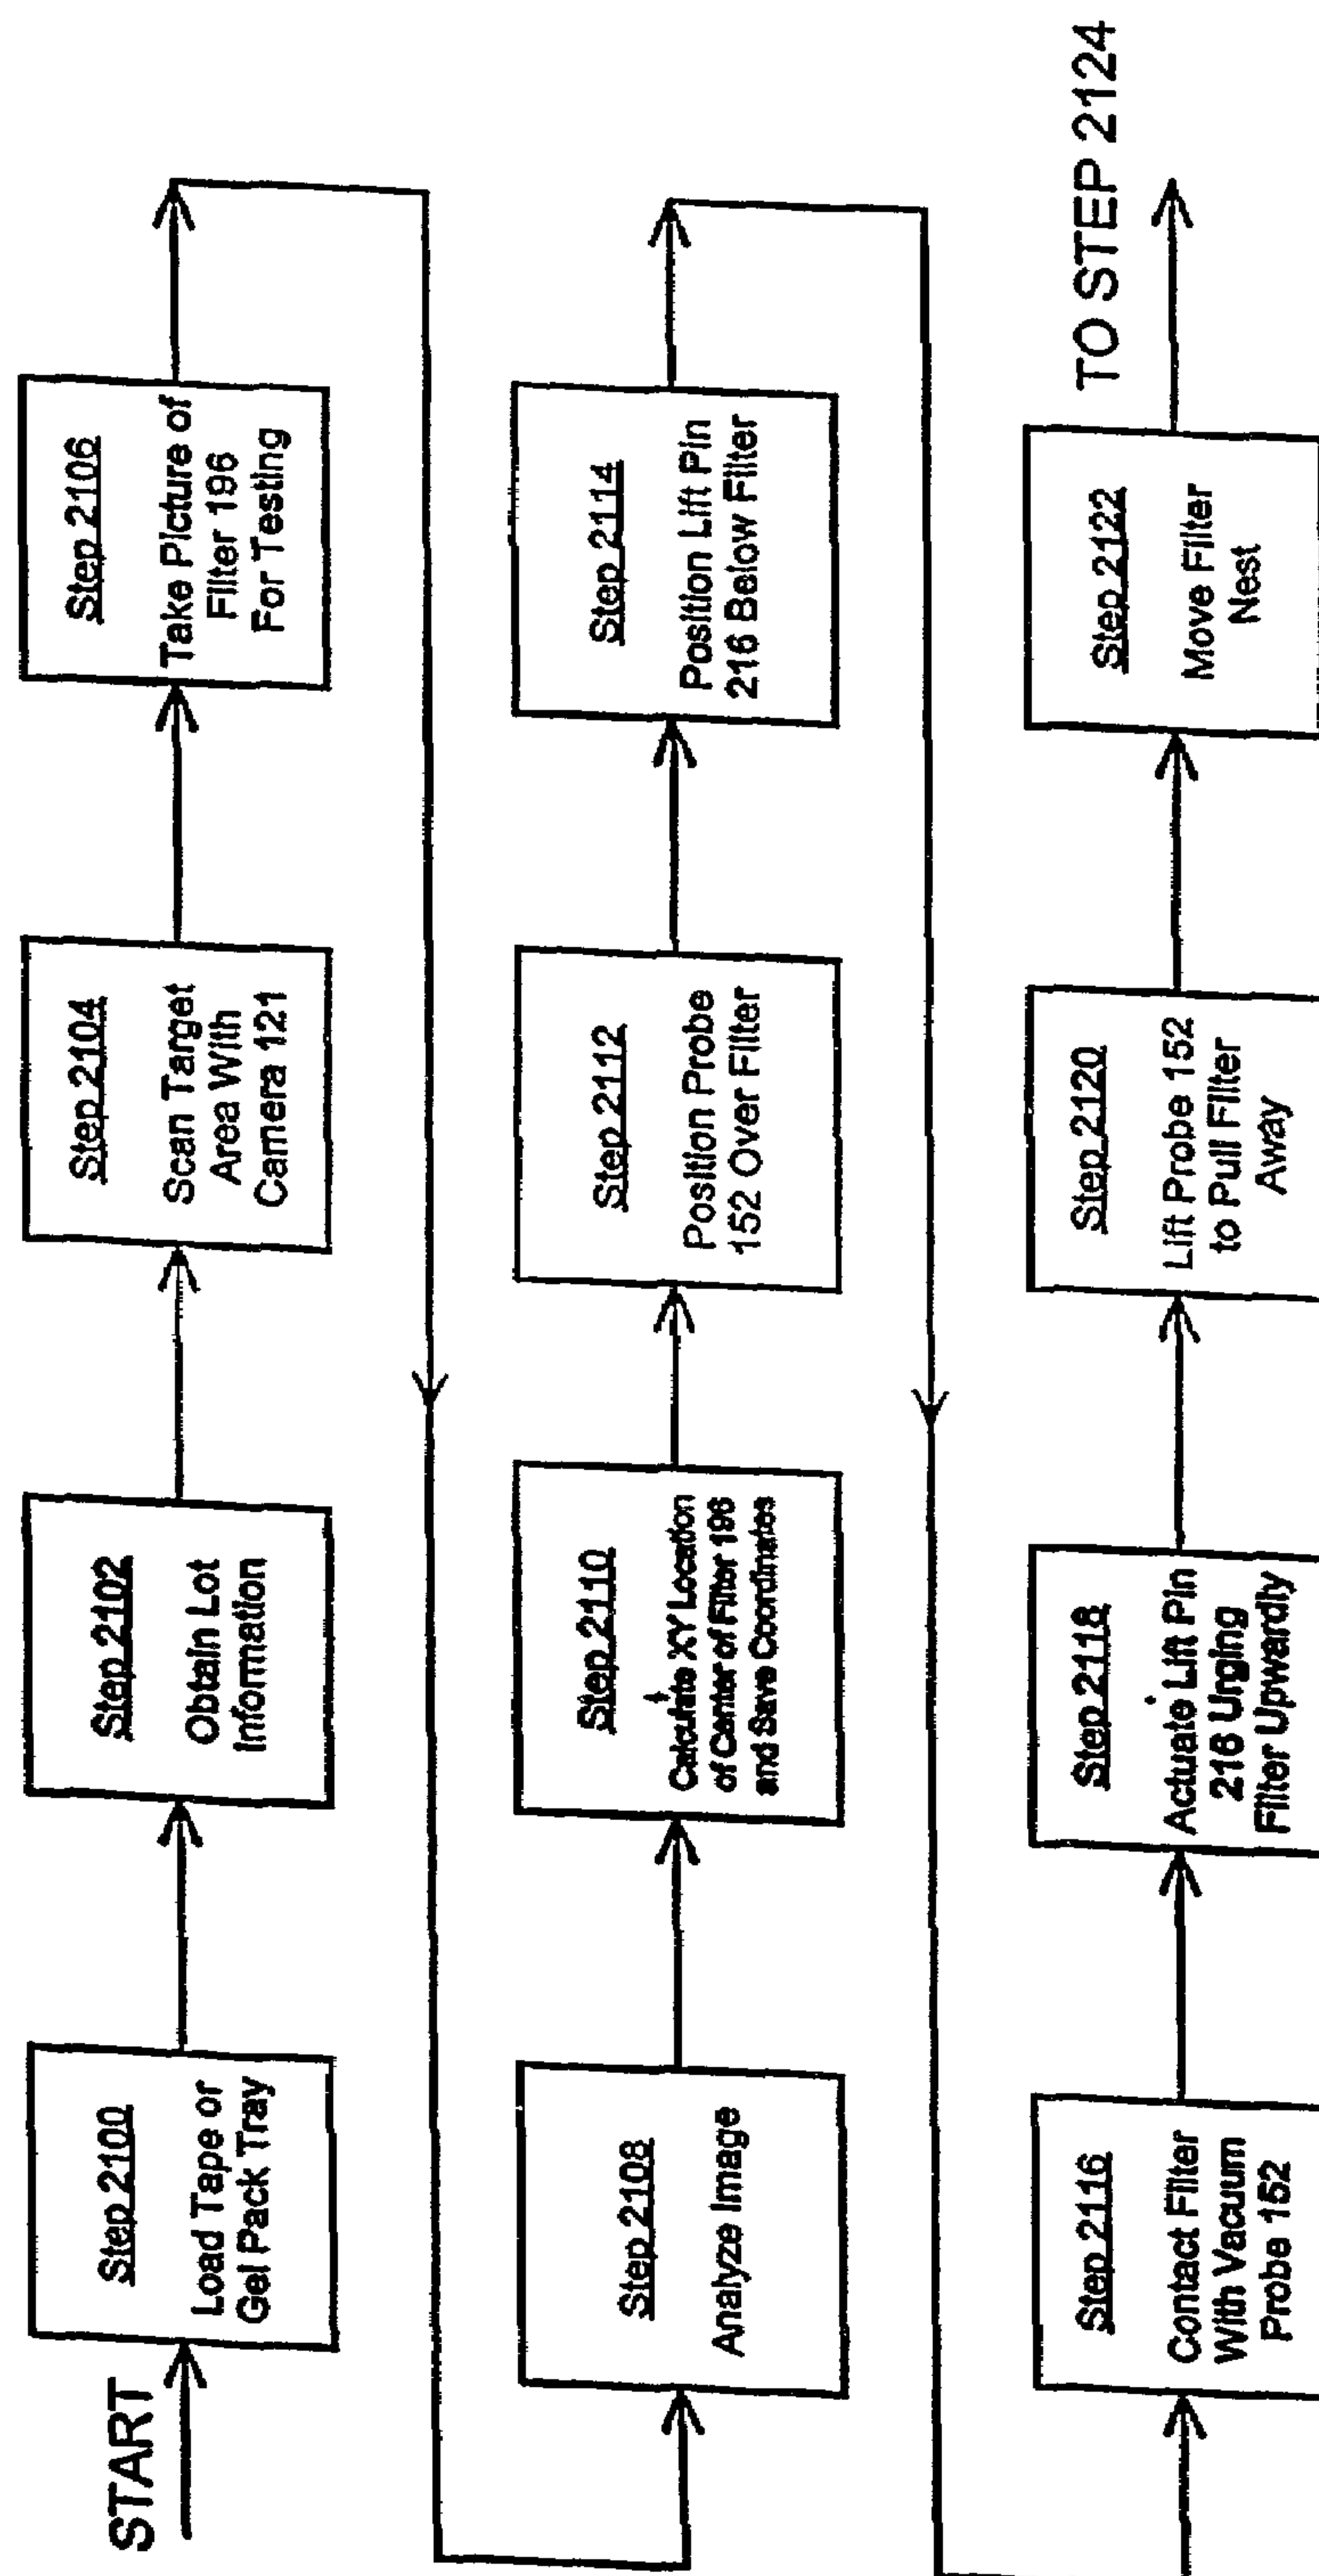 START
Step 2100
Load Tape or
Gel Pack Tray
Step 2102
Obtain Lot
Information
Step 2104
Scan Target
Area With
Camera 121
Step 2106
Take Picture of
Filter 196
For Testing
Step 2108
Analyze Image
Step 2110
Calculate XY Location
of Center of Filter 196
and Save Coordinates
Step 2112
Position Probe
152 Over Filter
Step 2114
Position Lift Pin
216 Below Filter
Step 2116
Contact Filter
With Vacuum
Probe 152
Step 2118
Actuate Lift Pin
216 Urging
Filter Upwardly
Step 2120
Lift Probe 152
to Pull Filter
Away
Step 2122
Move Filter
Nest
TO STEP 2124